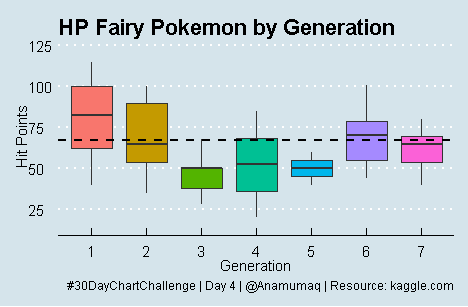 HP Fairy Pokemon by Generation
125
100
75
50
25
Hit Points
1 2 3 4 5 6 7
Generation
#30DayChartChallenge | Day 4 | @Anamumaq | Resource: kaggle.com